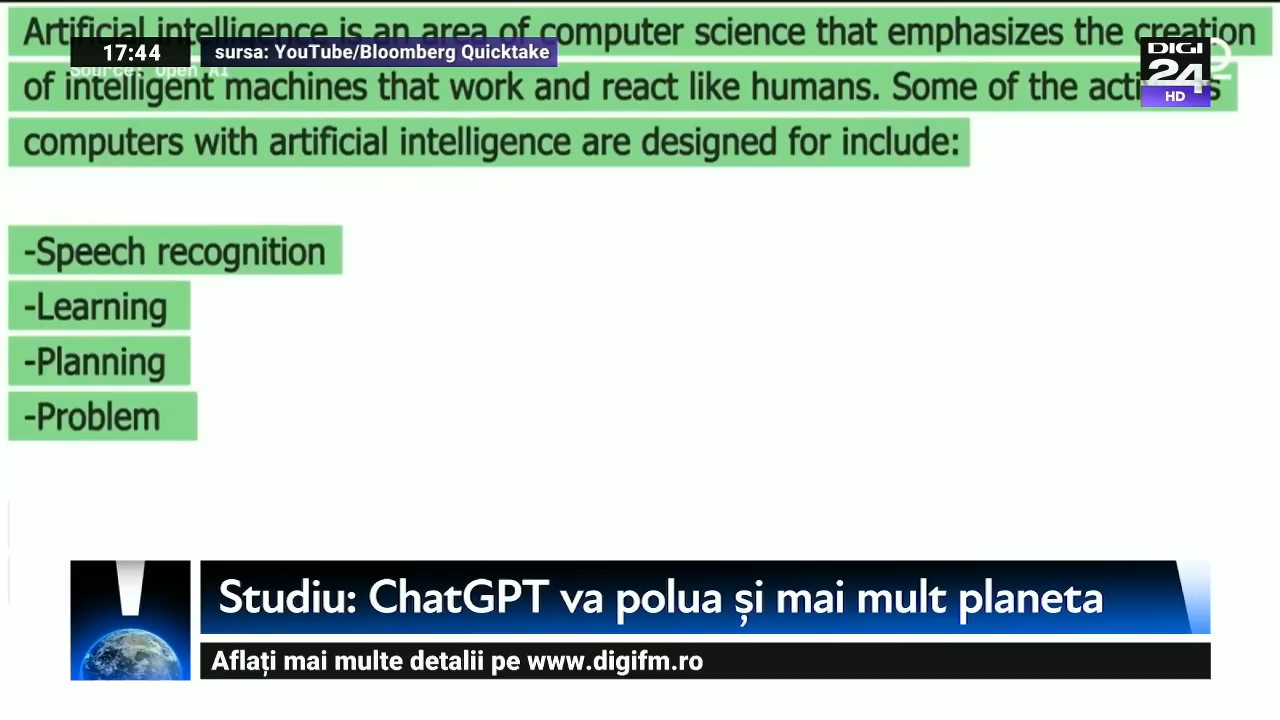 Artificial intelligence is an area of computer science that emphasizes the creation
17:44
sursa: YouTube/Bloomberg Quicktake
Source: Open AI
DIGI
24
HD
of intelligent machines that work and react like humans. Some of the
computers with artificial intelligence are designed for include:
-Speech recognition
-Learning
-Planning
-Problem
Studiu: ChatGPT va polua și mai mult planeta
Aflați mai multe detalii pe www.digifm.ro